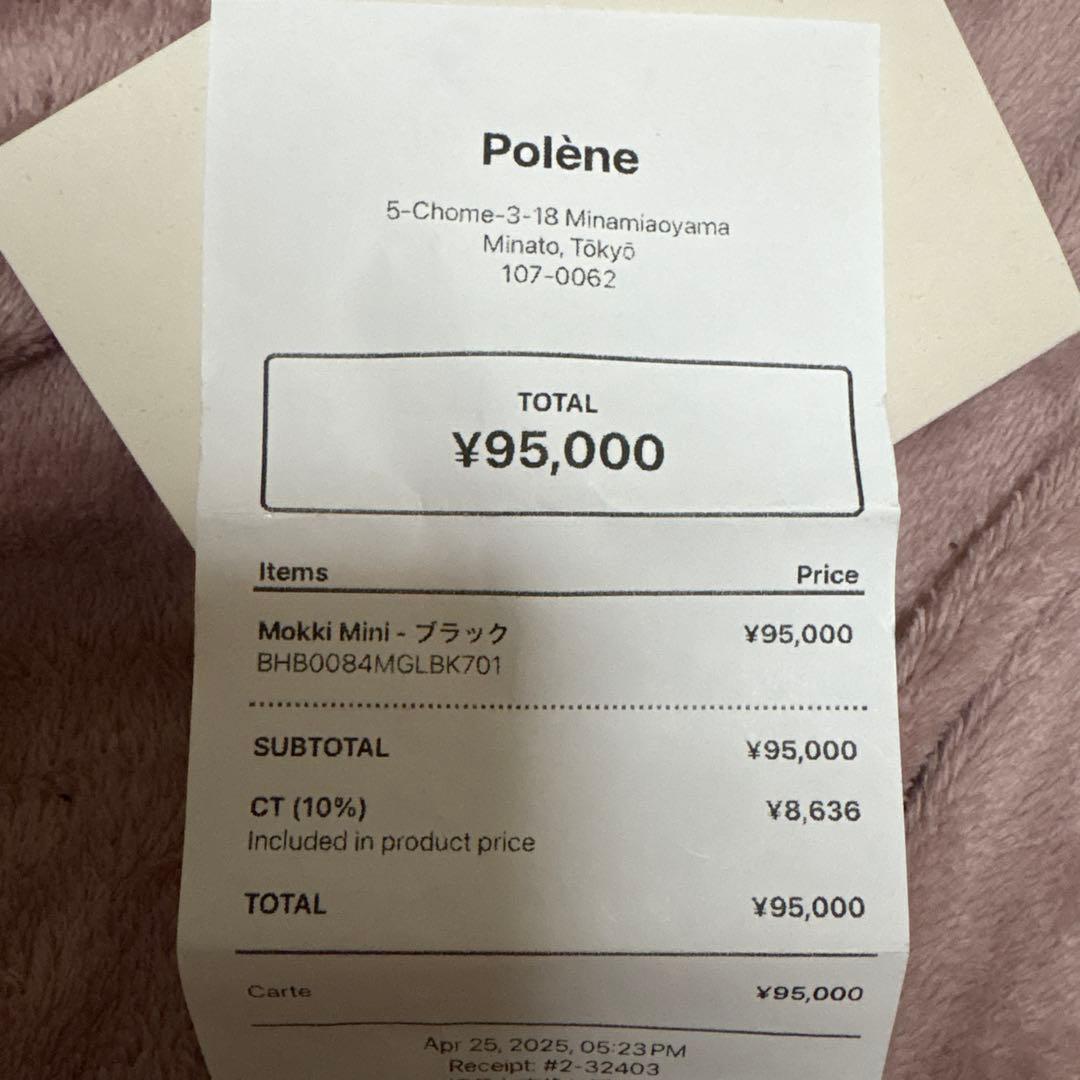 Polène
5-Chome-3-18 Minamiaoyama
Minato, Tōkyō
107-0062
TOTAL
¥95,000
Items Price
Mokki Mini - ブラック ¥95,000
BHB0084MGLBK701
SUBTOTAL ¥95,000
CT (10%) ¥8,636
Included in product price
TOTAL ¥95,000
Carte ¥95,000
Apr 25, 2025, 05:23 PM
Receipt: #2-32403